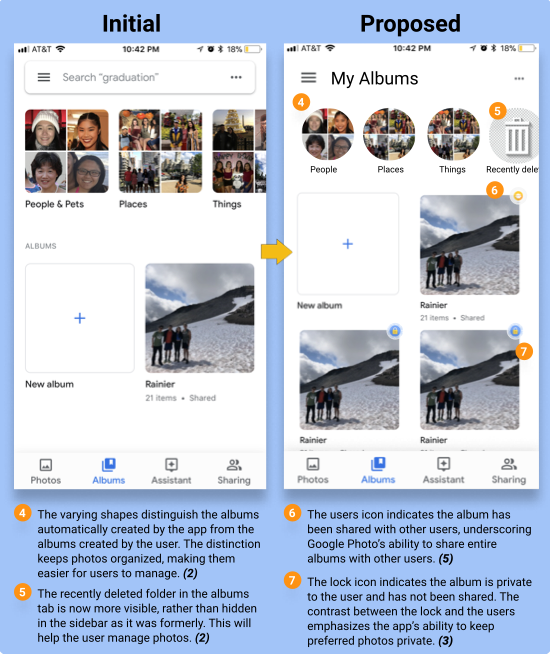 Initial
Proposed
AT&T 10:42 PM 18%
Search “graduation”
People & Pets Places Things
ALBUMS
New album
Rainier
21 items • Shared
Photos Albums Assistant Sharing
AT&T 10:42 PM 18%
My Albums
4
5
People Places Things Recently dele
6
New album
Rainier
21 items • Shared
7
Rainier Rainier
Photos Albums Assistant Sharing
4 The varying shapes distinguish the albums
automatically created by the app from the
albums created by the user. The distinction
keeps photos organized, making them
easier for users to manage. (2)
5 The recently deleted folder in the albums
tab is now more visible, rather than hidden
in the sidebar as it was formerly. This will
help the user manage photos. (2)
6 The users icon indicates the album has
been shared with other users, underscoring
Google Photo’s ability to share entire
albums with other users. (5)
7 The lock icon indicates the album is private
to the user and has not been shared. The
contrast between the lock and the users
emphasizes the app’s ability to keep
preferred photos private. (3)